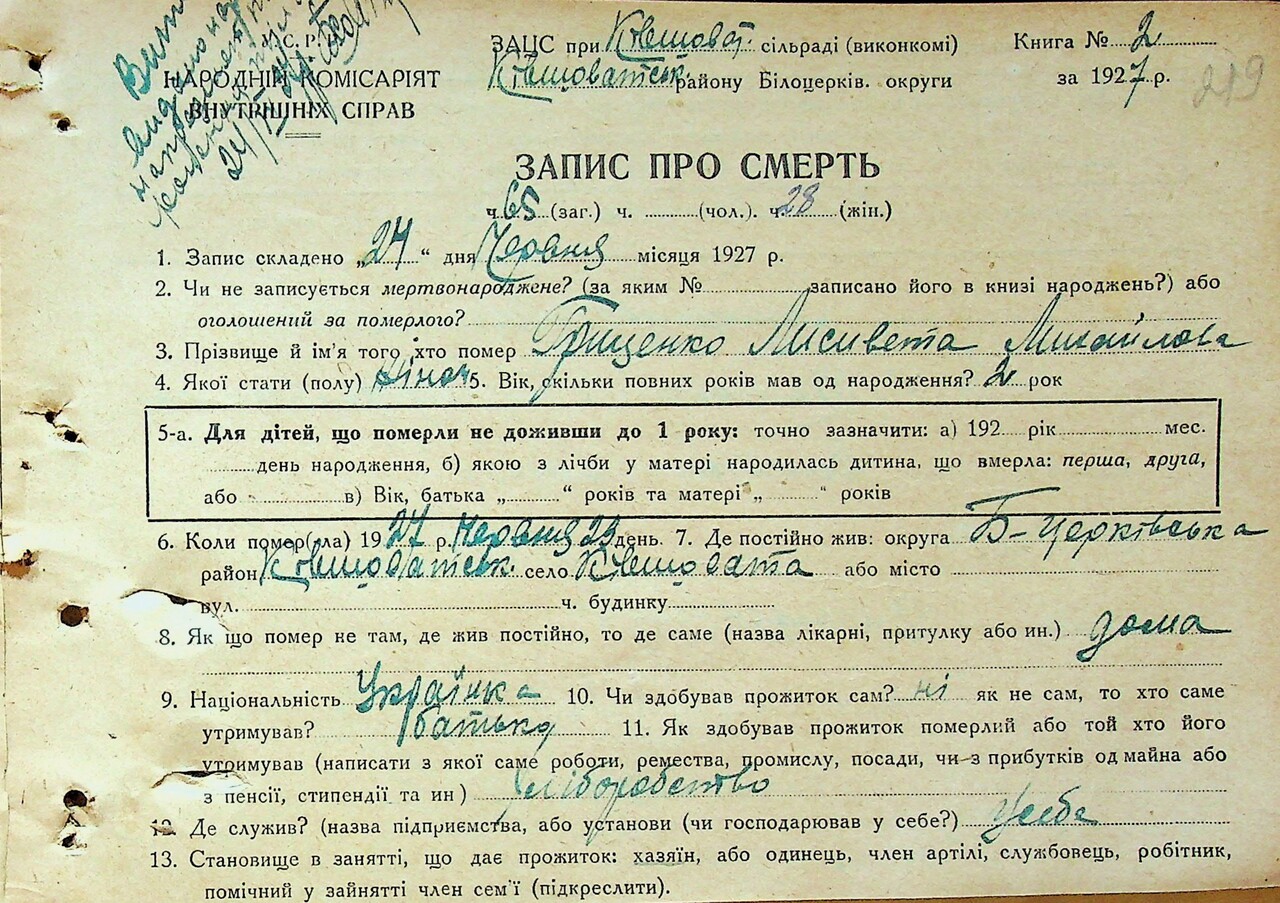 С. Р.
НАРОДНІЙ КОМІСАРІЯТ
ВНУТРІШНІХ СПРАВ
ЗАЦС при Ківшоват. сільраді (виконкомі)
Ківшоватськ. району Білоцерків. округи
Книга № 2
за 1927 р.
219
ЗАПИС ПРО СМЕРТЬ
ч. 65 (заг.) ч. (чол.). ч. 28 (жін.)
1. Запис складено „24“ дня Червня місяця 1927 р.
2. Чи не записується мертвонароджене? (за яким № записано його в книзі народжень?) або
оголошений за померлого?
3. Прізвище й ім'я того хто помер Гриценко Лисивета Михайлова
4. Якої стати (полу) жіноч 5. Вік, скільки повних років мав од народження? 2 рок
5-а. Для дітей, що померли не доживши до 1 року: точно зазначити: а) 192 рік мес.
день народження, б) якою з лічби у матері народилась дитина, що вмерла: перша, друга,
або в) Вік, батька „ “ років та матері „ “ років
6. Коли помер(ла) 1927 р. Червня 23 день. 7. Де постійно жив: округа Б-Церківська
район Ківшоватськ. село Ківшовата або місто
вул. ч. будинку
8. Як що помер не там, де жив постійно, то де саме (назва лікарні, притулку або ин.) дома
9. Національність Українка 10. Чи здобував прожиток сам? ні як не сам, то хто саме
утримував? батько 11. Як здобував прожиток померлий або той хто його
утримував (написати з якої саме роботи, ремества, промислу, посади, чи з прибутків од майна або
з пенсії, стипендії та ин) хліборобство
12. Де служив? (назва підприємства, або установи (чи господарював у себе?) у себе
13. Становище в занятті, що дає прожиток: хазяїн, або одинець, член артілі, службовець, робітник,
помічний у зайнятті член сем'ї (підкреслити).